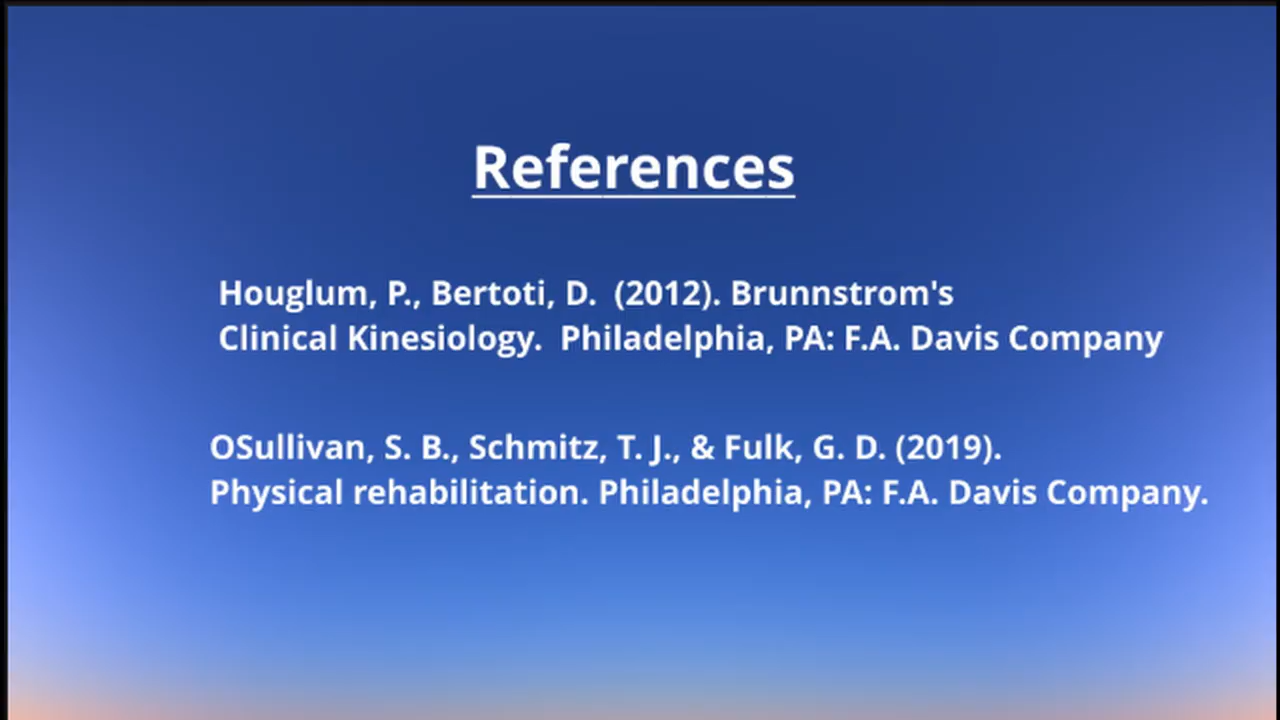 References
Houglum, P., Bertoti, D.  (2012). Brunnstrom's
Clinical Kinesiology.  Philadelphia, PA: F.A. Davis Company
OSullivan, S. B., Schmitz, T. J., & Fulk, G. D. (2019).
Physical rehabilitation. Philadelphia, PA: F.A. Davis Company.